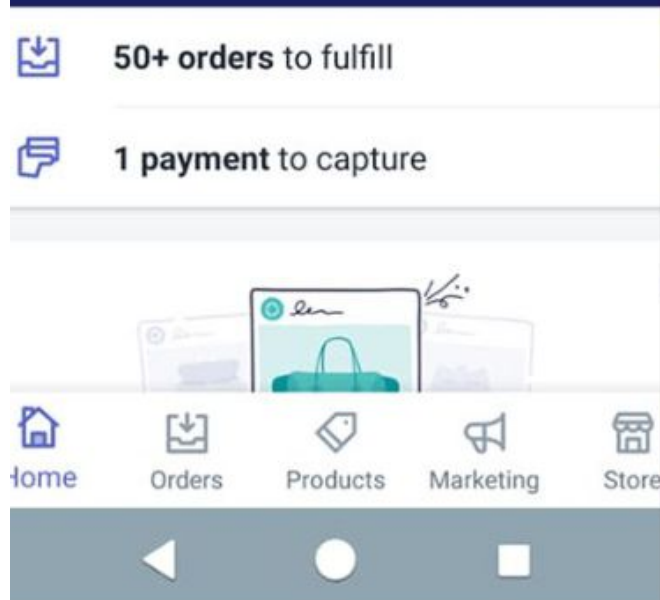 50+ orders to fulfill
1 payment to capture
Home
Orders
Products
Marketing
Store